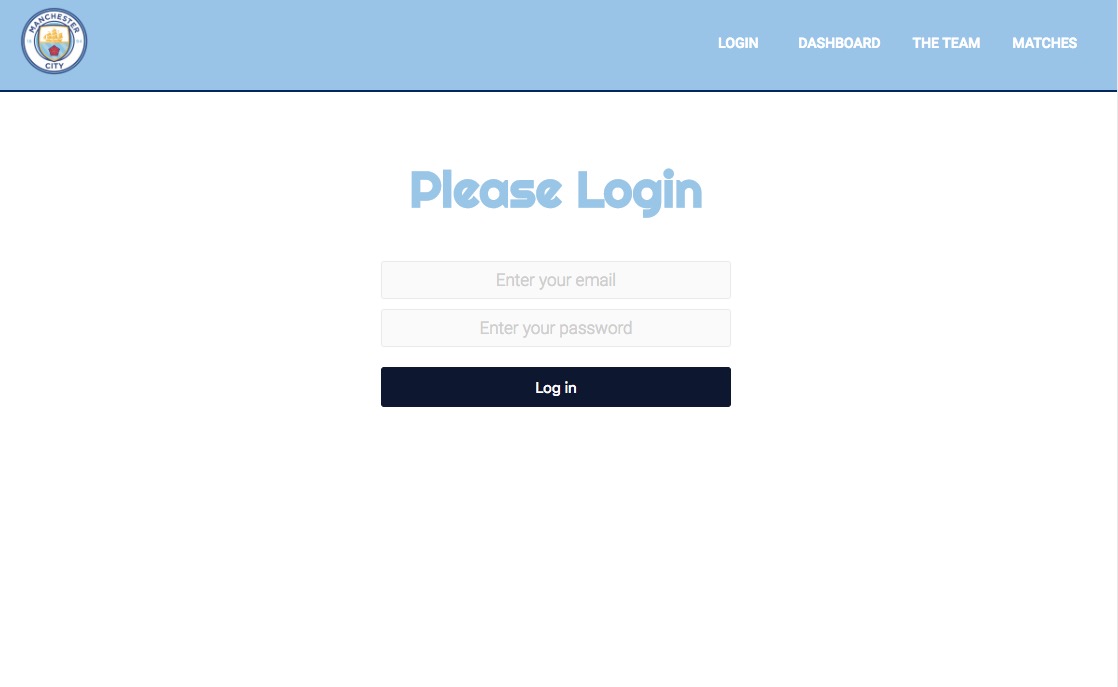 MANCHESTER
CITY
LOGIN
DASHBOARD
THE TEAM
MATCHES
Please Login
Enter your email
Enter your password
Log in